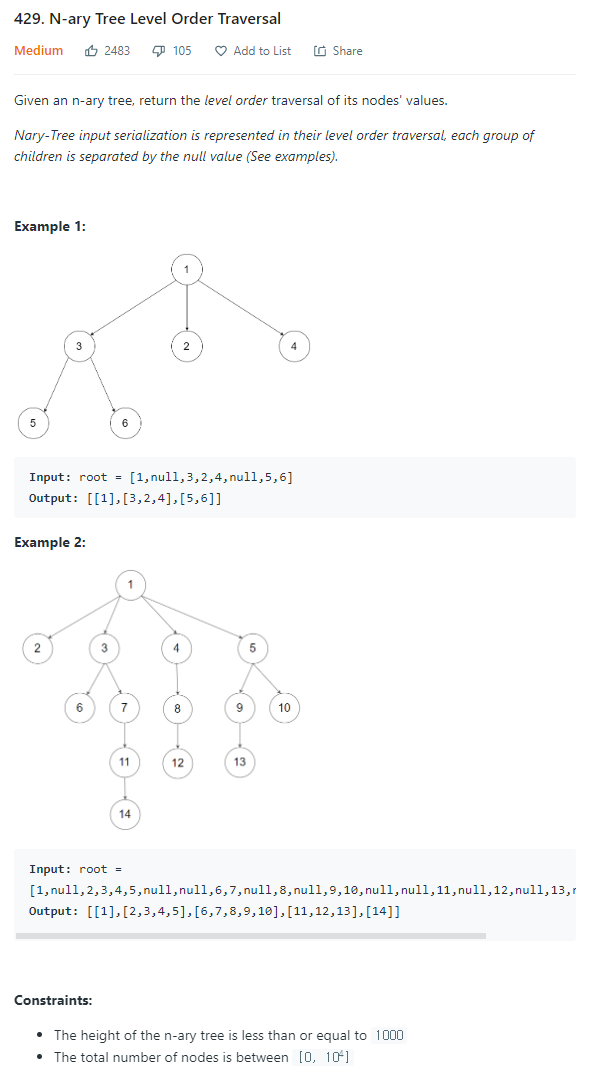 429. N-ary Tree Level Order Traversal
Medium 2483 105 Add to List Share
Given an n-ary tree, return the level order traversal of its nodes' values.
Nary-Tree input serialization is represented in their level order traversal, each group of
children is separated by the null value (See examples).
Example 1:
1
3 2 4
5 6
Input: root = [1,null,3,2,4,null,5,6]
Output: [[1],[3,2,4],[5,6]]
Example 2:
1
2 3 4 5
6 7 8 9 10
11 12 13
14
Input: root =
[1,null,2,3,4,5,null,null,6,7,null,8,null,9,10,null,null,11,null,12,null,13,
Output: [[1],[2,3,4,5],[6,7,8,9,10],[11,12,13],[14]]
Constraints:
• The height of the n-ary tree is less than or equal to 1000
• The total number of nodes is between [0, 10⁴]